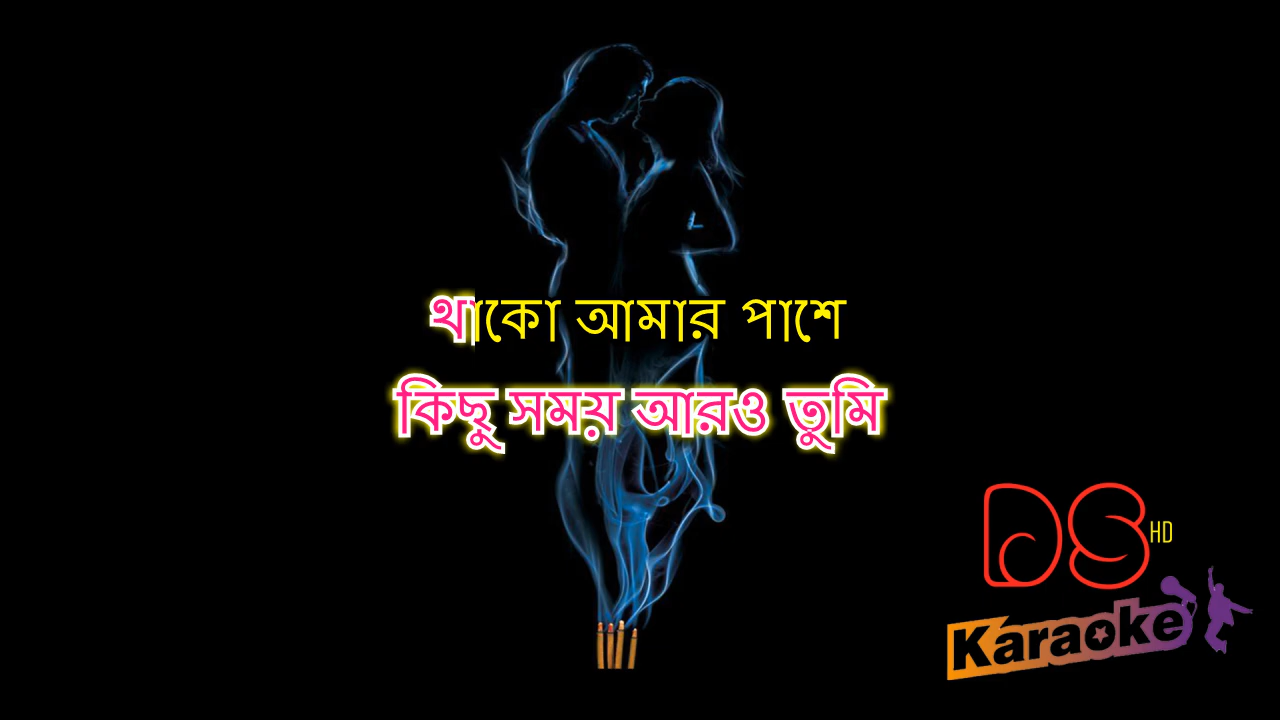 থাকো আমার পাশে
কিছু সময় আরও তুমি
DS HD
Karaoke